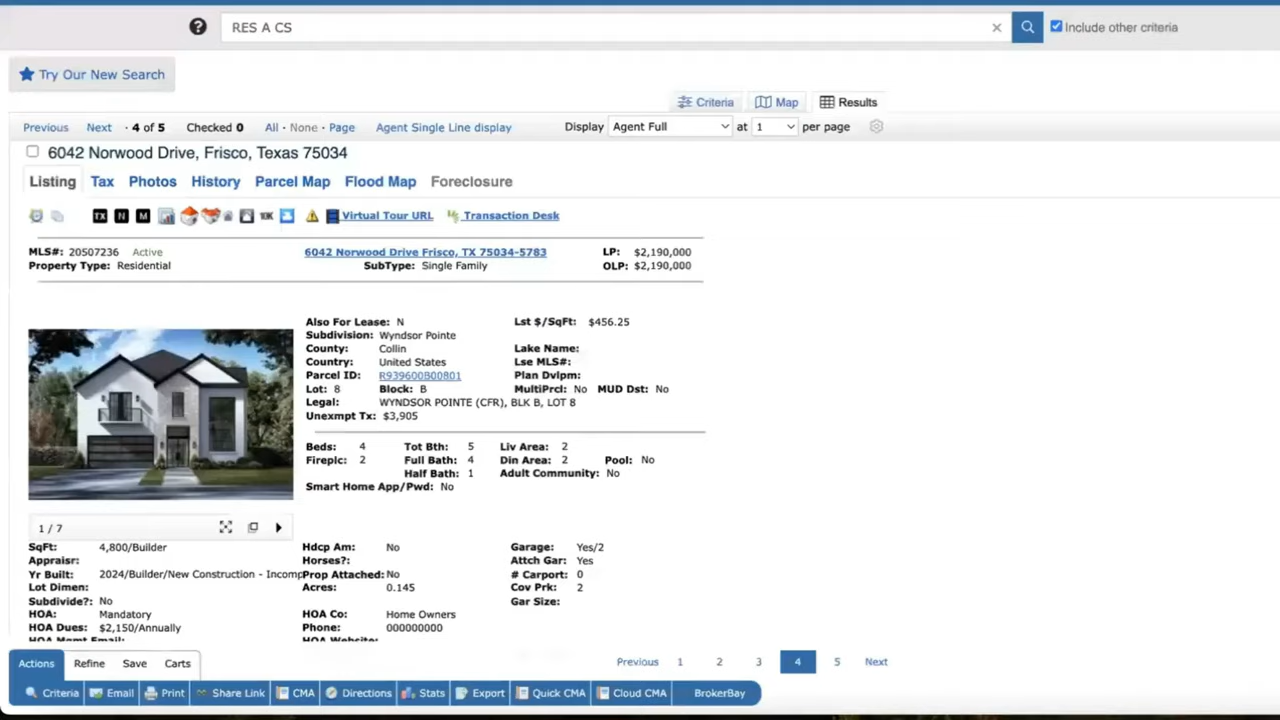 RES A CS
Include other criteria
Try Our New Search
Criteria Map Results
Previous Next · 4 of 5 Checked 0 All · None · Page Agent Single Line display Display Agent Full at 1 per page
6042 Norwood Drive, Frisco, Texas 75034
Listing Tax Photos History Parcel Map Flood Map Foreclosure
TX N M 10K Virtual Tour URL Transaction Desk
MLS#: 20507236 Active 6042 Norwood Drive Frisco, TX 75034-5783 LP: $2,190,000
Property Type: Residential SubType: Single Family OLP: $2,190,000
Also For Lease: N Lst $/SqFt: $456.25
Subdivision: Wyndsor Pointe
County: Collin Lake Name:
Country: United States Lse MLS#:
Parcel ID: R939600B00801 Plan Dvlpm:
Lot: 8 Block: B MultiPrcl: No MUD Dst: No
Legal: WYNDSOR POINTE (CFR), BLK B, LOT 8
Unexmpt Tx: $3,905
Beds: 4 Tot Bth: 5 Liv Area: 2
Fireplc: 2 Full Bath: 4 Din Area: 2 Pool: No
Half Bath: 1 Adult Community: No
Smart Home App/Pwd: No
1 / 7
SqFt: 4,800/Builder Hdcp Am: No Garage: Yes/2
Appraisr: Horses?: Attch Gar: Yes
Yr Built: 2024/Builder/New Construction - Incomp Prop Attached: No # Carport: 0
Lot Dimen: Acres: 0.145 Cov Prk: 2
Subdivide?: No Gar Size:
HOA: Mandatory HOA Co: Home Owners
HOA Dues: $2,150/Annually Phone: 000000000
HOA Mgmt Email: HOA Website:
Actions Refine Save Carts Previous 1 2 3 4 5 Next
Criteria Email Print Share Link CMA Directions Stats Export Quick CMA Cloud CMA BrokerBay